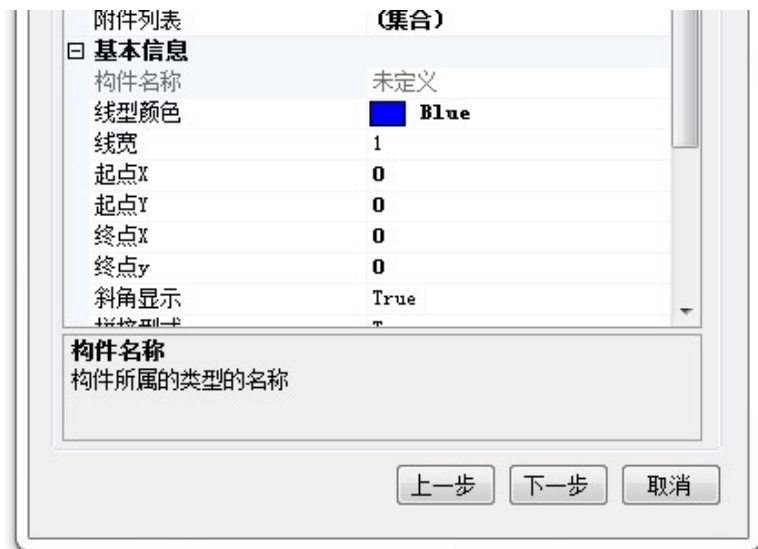 附件列表 (集合)
基本信息
构件名称 未定义
线型颜色 Blue
线宽 1
起点X 0
起点Y 0
终点X 0
终点y 0
斜角显示 True
构件名称
构件所属的类型的名称
上一步 下一步 取消